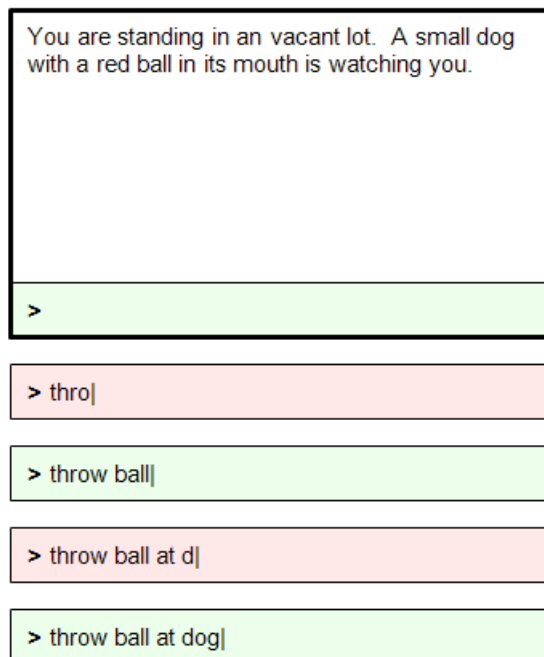 You are standing in an vacant lot.  A small dog
with a red ball in its mouth is watching you.
>
> thro|
> throw ball|
> throw ball at d|
> throw ball at dog|